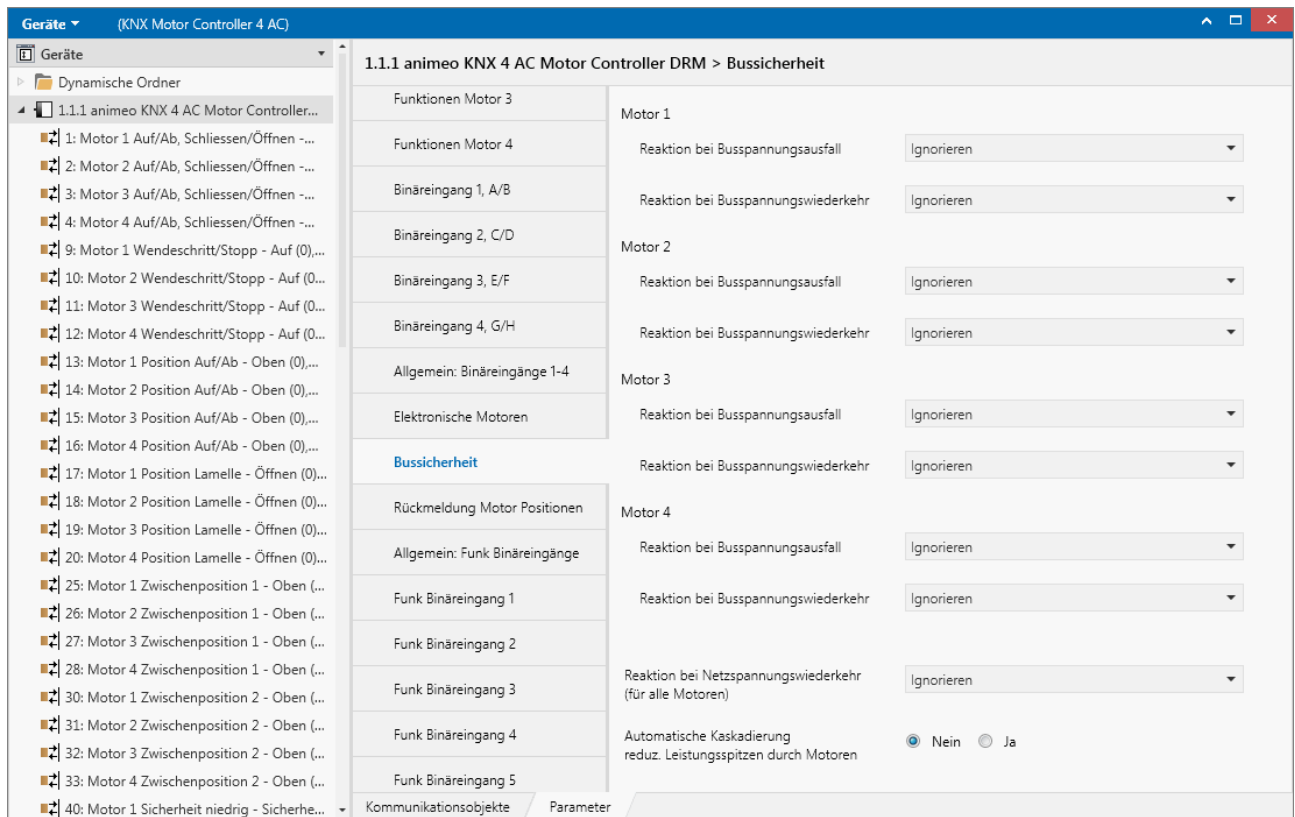 Geräte (KNX Motor Controller 4 AC)
Geräte
Dynamische Ordner
1.1.1 animeo KNX 4 AC Motor Controller...
1: Motor 1 Auf/Ab, Schliessen/Öffnen -...
2: Motor 2 Auf/Ab, Schliessen/Öffnen -...
3: Motor 3 Auf/Ab, Schliessen/Öffnen -...
4: Motor 4 Auf/Ab, Schliessen/Öffnen -...
9: Motor 1 Wendeschritt/Stopp - Auf (0),...
10: Motor 2 Wendeschritt/Stopp - Auf (0...
11: Motor 3 Wendeschritt/Stopp - Auf (0...
12: Motor 4 Wendeschritt/Stopp - Auf (0...
13: Motor 1 Position Auf/Ab - Oben (0),...
14: Motor 2 Position Auf/Ab - Oben (0),...
15: Motor 3 Position Auf/Ab - Oben (0),...
16: Motor 4 Position Auf/Ab - Oben (0),...
17: Motor 1 Position Lamelle - Öffnen (0)...
18: Motor 2 Position Lamelle - Öffnen (0)...
19: Motor 3 Position Lamelle - Öffnen (0)...
20: Motor 4 Position Lamelle - Öffnen (0)...
25: Motor 1 Zwischenposition 1 - Oben (...
26: Motor 2 Zwischenposition 1 - Oben (...
27: Motor 3 Zwischenposition 1 - Oben (...
28: Motor 4 Zwischenposition 1 - Oben (...
30: Motor 1 Zwischenposition 2 - Oben (...
31: Motor 2 Zwischenposition 2 - Oben (...
32: Motor 3 Zwischenposition 2 - Oben (...
33: Motor 4 Zwischenposition 2 - Oben (...
40: Motor 1 Sicherheit niedrig - Sicherhe...
1.1.1 animeo KNX 4 AC Motor Controller DRM > Bussicherheit
Funktionen Motor 3
Funktionen Motor 4
Binäreingang 1, A/B
Binäreingang 2, C/D
Binäreingang 3, E/F
Binäreingang 4, G/H
Allgemein: Binäreingänge 1-4
Elektronische Motoren
Bussicherheit
Rückmeldung Motor Positionen
Allgemein: Funk Binäreingänge
Funk Binäreingang 1
Funk Binäreingang 2
Funk Binäreingang 3
Funk Binäreingang 4
Funk Binäreingang 5
Motor 1
Reaktion bei Busspannungsausfall Ignorieren
Reaktion bei Busspannungswiederkehr Ignorieren
Motor 2
Reaktion bei Busspannungsausfall Ignorieren
Reaktion bei Busspannungswiederkehr Ignorieren
Motor 3
Reaktion bei Busspannungsausfall Ignorieren
Reaktion bei Busspannungswiederkehr Ignorieren
Motor 4
Reaktion bei Busspannungsausfall Ignorieren
Reaktion bei Busspannungswiederkehr Ignorieren
Reaktion bei Netzspannungswiederkehr
(für alle Motoren) Ignorieren
Automatische Kaskadierung
reduz. Leistungsspitzen durch Motoren Nein Ja
Kommunikationsobjekte Parameter